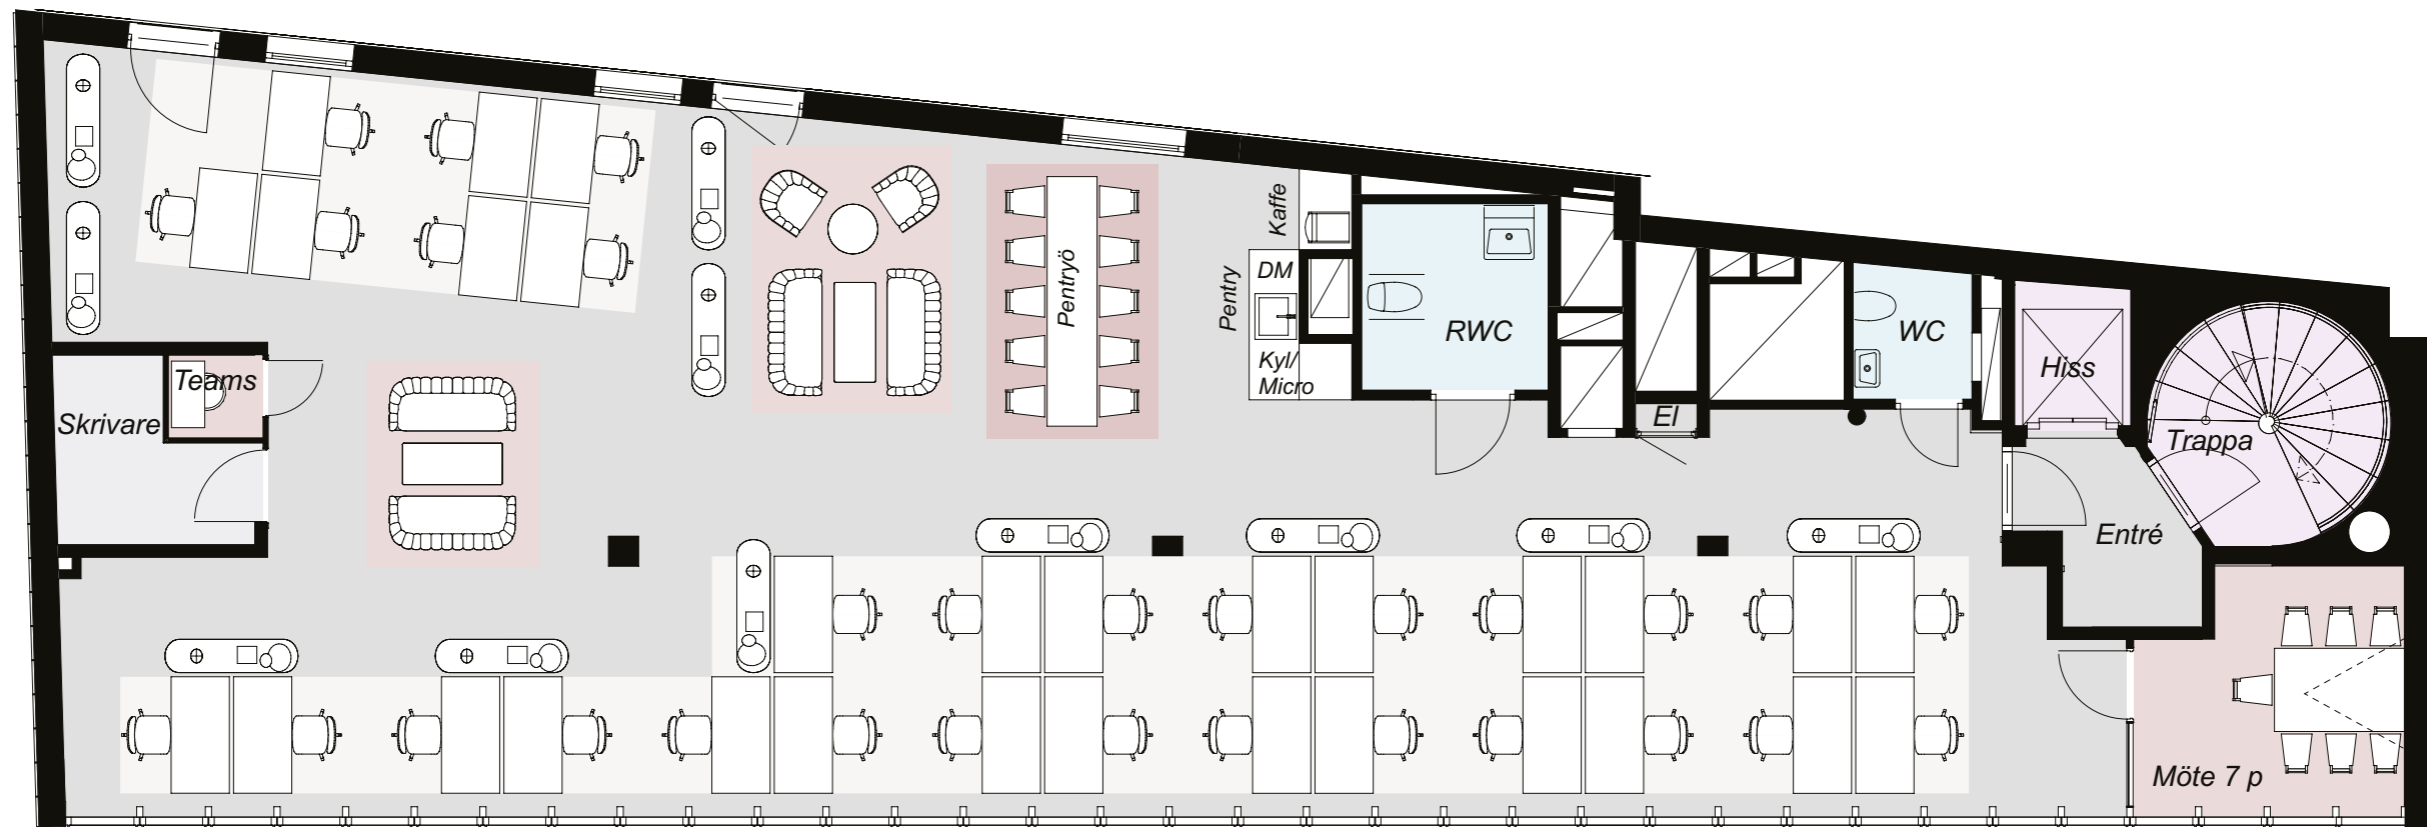 Kaffe
Pentryö
DM
Pentry
RWC
WC
Kyl/
Micro
Hiss
Teams
Skrivare
El
Trappa
Entré
Möte 7 p